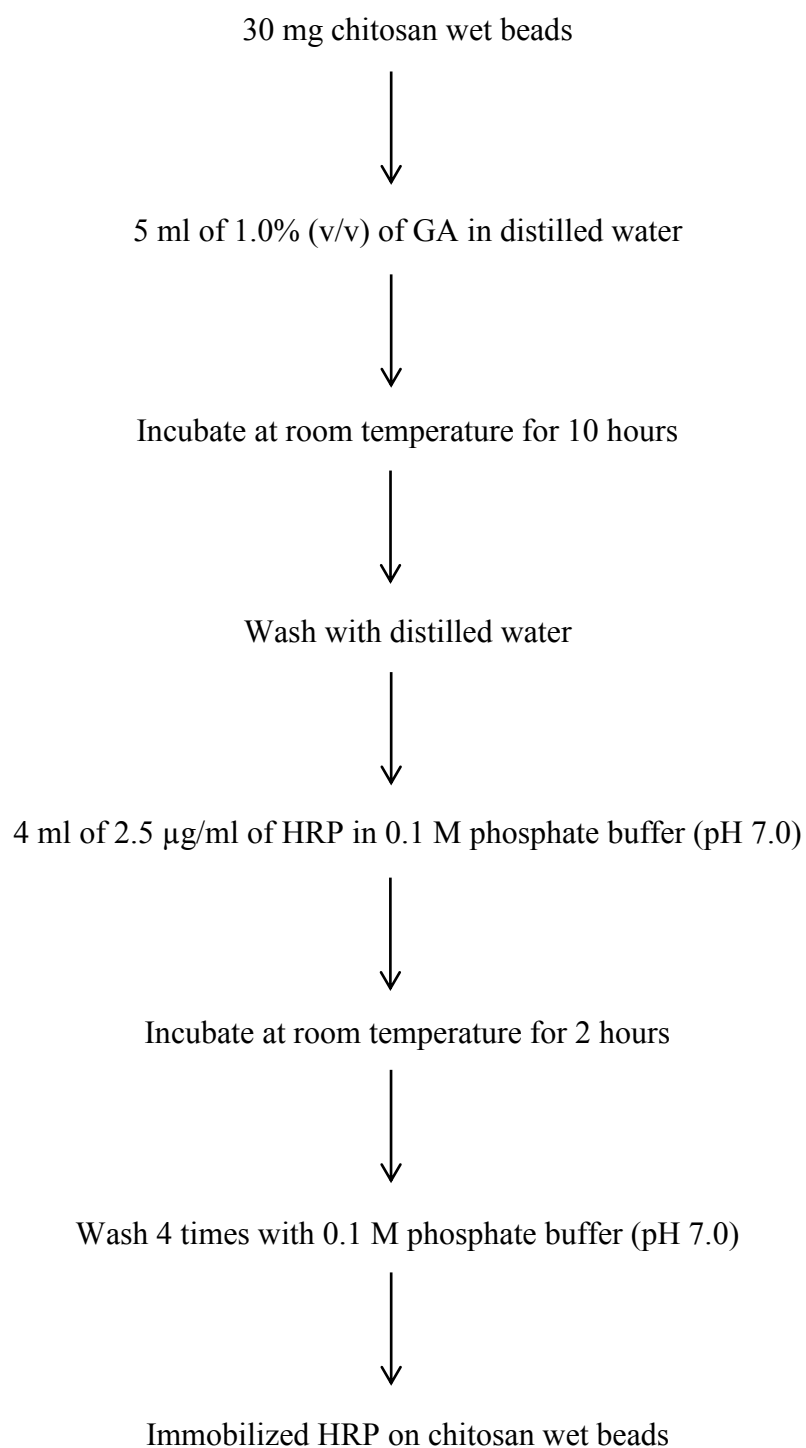 30 mg chitosan wet beads
5 ml of 1.0% (v/v) of GA in distilled water
Incubate at room temperature for 10 hours
Wash with distilled water
4 ml of 2.5 µg/ml of HRP in 0.1 M phosphate buffer (pH 7.0)
Incubate at room temperature for 2 hours
Wash 4 times with 0.1 M phosphate buffer (pH 7.0)
Immobilized HRP on chitosan wet beads